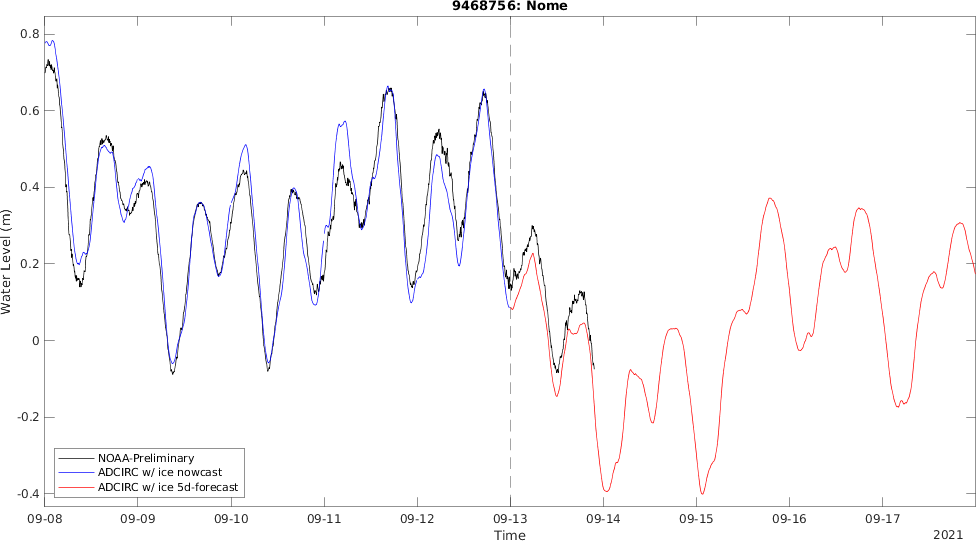 9468756: Nome
0.8
0.6
0.4
0.2
0
-0.2
-0.4
Water Level (m)
NOAA-Preliminary
ADCIRC w/ ice nowcast
ADCIRC w/ ice 5d-forecast
09-08 09-09 09-10 09-11 09-12 09-13 09-14 09-15 09-16 09-17
Time
2021